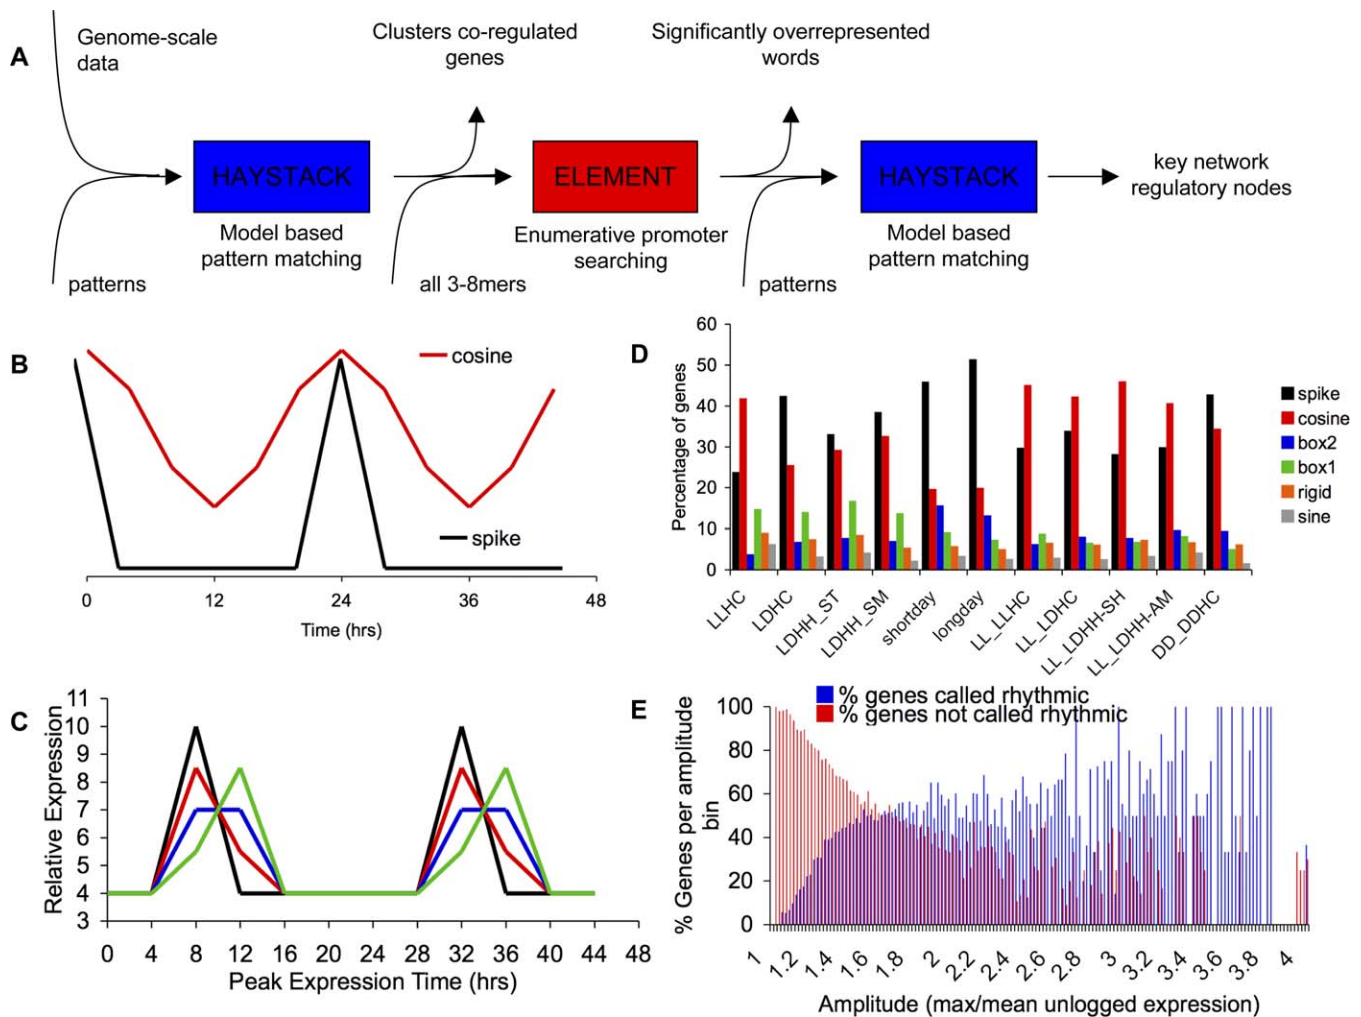 A
Genome-scale
data
Clusters co-regulated
genes
Significantly overrepresented
words
HAYSTACK
ELEMENT
HAYSTACK
key network
regulatory nodes
Model based
pattern matching
Enumerative promoter
searching
Model based
pattern matching
patterns
all 3-8mers
patterns
B
cosine
spike
0 12 24 36 48
Time (hrs)
D
Percentage of genes
60
50
40
30
20
10
0
spike
cosine
box2
box1
rigid
sine
LLHC
LDHC
LDHH_ST
LDHH_SM
shortday
longday
LL_LLHC
LL_LDHC
LL_LDHH-SH
LL_LDHH-AM
DD_DDHC
C
Relative Expression
11
10
9
8
7
6
5
4
3
0 4 8 12 16 20 24 28 32 36 40 44 48
Peak Expression Time (hrs)
E
% genes called rhythmic
% genes not called rhythmic
% Genes per amplitude
bin
100
80
60
40
20
0
1 1.2 1.4 1.6 1.8 2 2.2 2.4 2.6 2.8 3 3.2 3.4 3.6 3.8 4
Amplitude (max/mean unlogged expression)